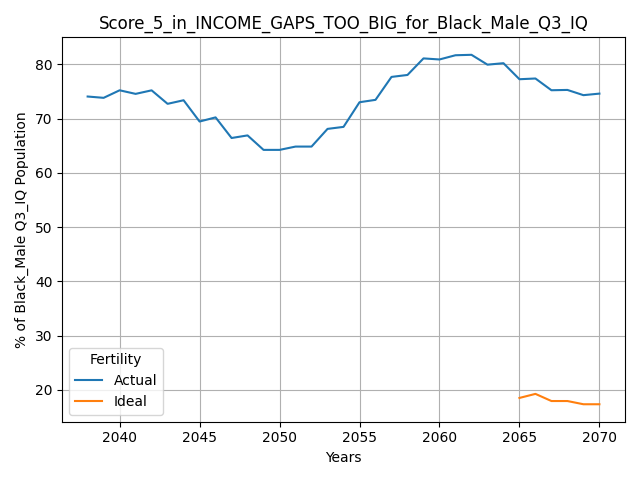 Score_5_in_INCOME_GAPS_TOO_BIG_for_Black_Male_Q3_IQ
% of Black_Male Q3_IQ Population
80
70
60
50
40
30
20
Fertility
Actual
Ideal
2040 2045 2050 2055 2060 2065 2070
Years